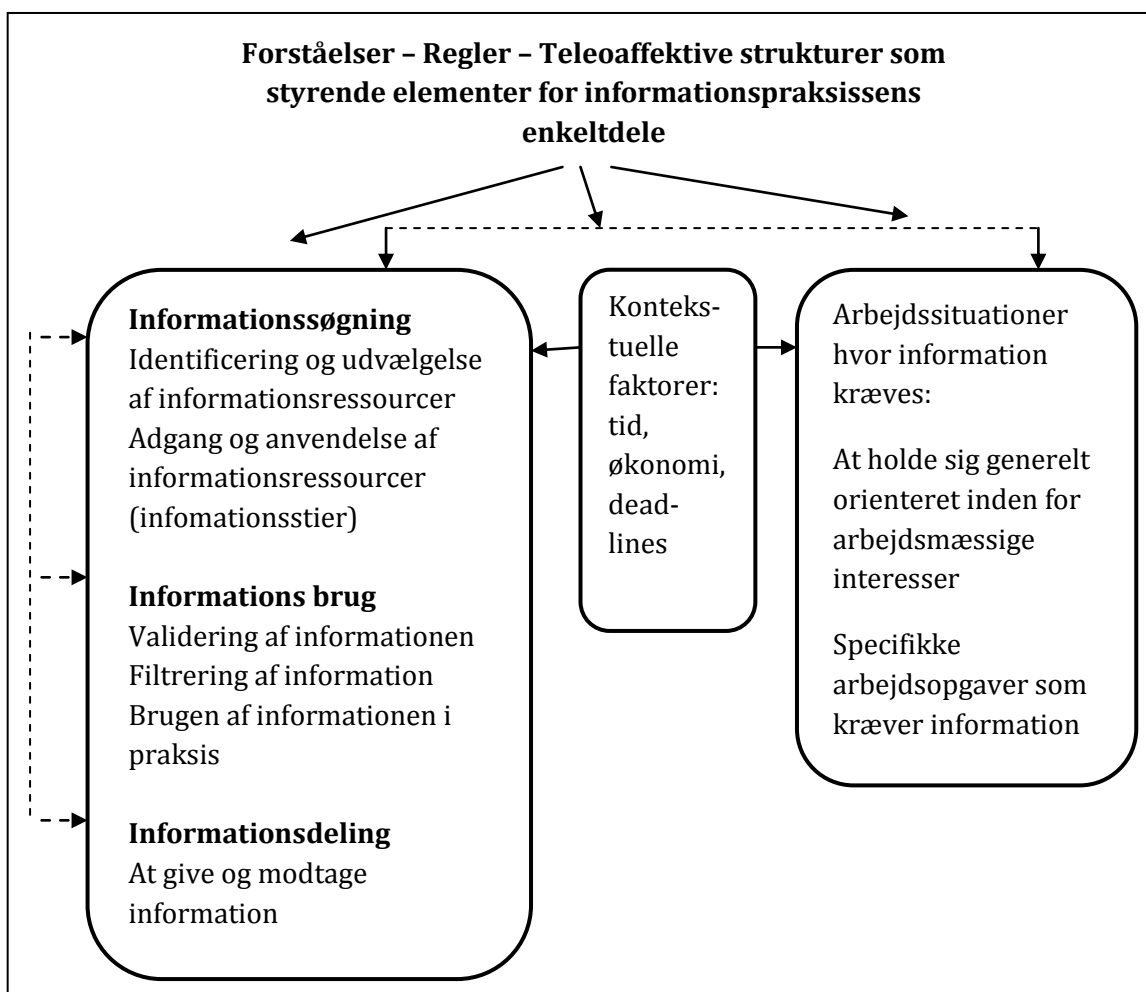 Forståelser – Regler – Teleoaffektive strukturer som
styrende elementer for informationspraksissens
enkeltdele
Informationssøgning
Identificering og udvælgelse
af informationsressourcer
Adgang og anvendelse af
informationsressourcer
(infomationsstier)
Informations brug
Validering af informationen
Filtrering af information
Brugen af informationen i
praksis
Informationsdeling
At give og modtage
information
Konteks-
tuelle
faktorer:
tid,
økonomi,
dead-
lines
Arbejdssituationer
hvor information
kræves:
At holde sig generelt
orienteret inden for
arbejdsmæssige
interesser
Specifikke
arbejdsopgaver som
kræver information